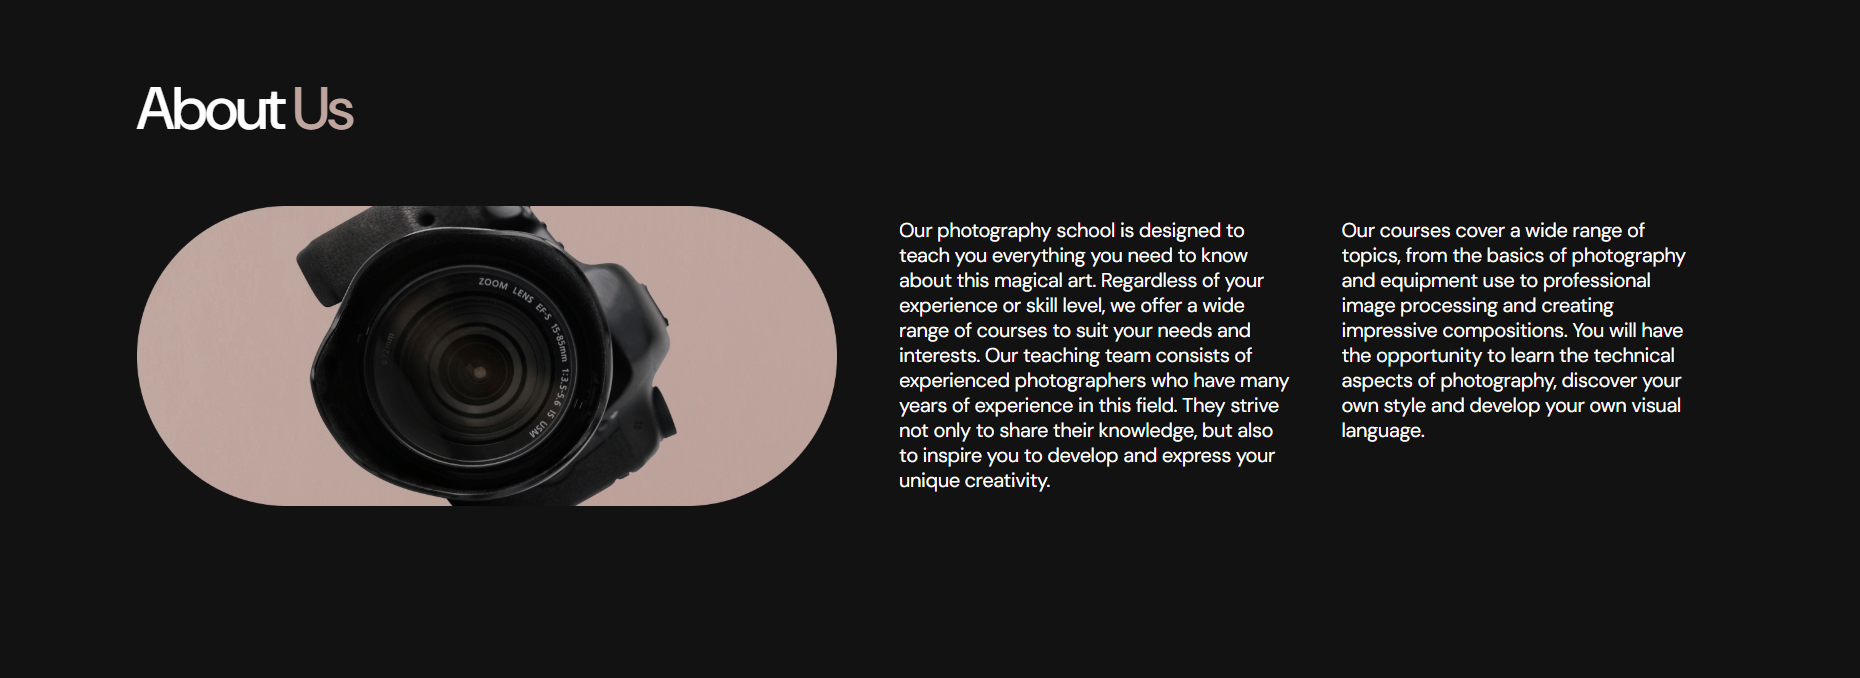 About Us
ZOOM LENS EF-S 15-85mm 1:3.5-5.6 IS USM
Our photography school is designed to
teach you everything you need to know
about this magical art. Regardless of your
experience or skill level, we offer a wide
range of courses to suit your needs and
interests. Our teaching team consists of
experienced photographers who have many
years of experience in this field. They strive
not only to share their knowledge, but also
to inspire you to develop and express your
unique creativity.
Our courses cover a wide range of
topics, from the basics of photography
and equipment use to professional
image processing and creating
impressive compositions. You will have
the opportunity to learn the technical
aspects of photography, discover your
own style and develop your own visual
language.